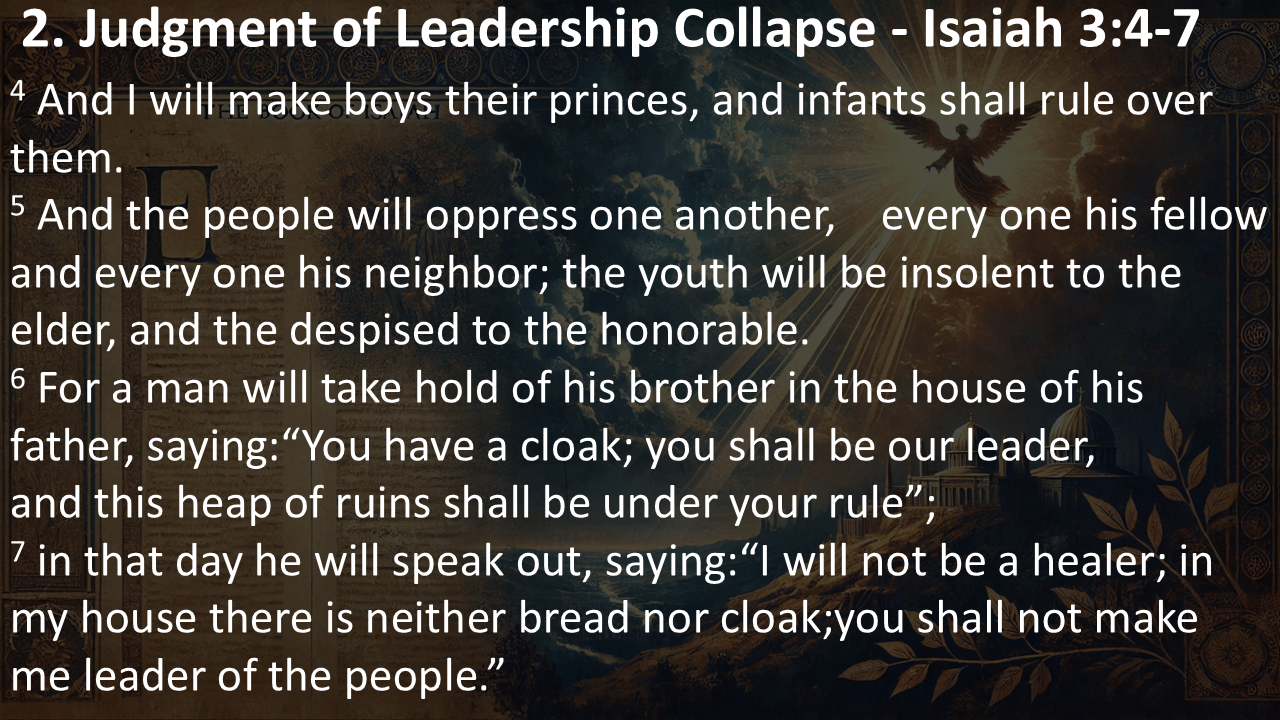 2. Judgment of Leadership Collapse - Isaiah 3:4-7
THE BOOK OF ISAIAH
4 And I will make boys their princes, and infants shall rule over
them.
E
5 And the people will oppress one another,    every one his fellow
and every one his neighbor; the youth will be insolent to the
elder, and the despised to the honorable.
6 For a man will take hold of his brother in the house of his
father, saying:“You have a cloak; you shall be our leader,
and this heap of ruins shall be under your rule”;
7 in that day he will speak out, saying:“I will not be a healer; in
my house there is neither bread nor cloak;you shall not make
me leader of the people.”